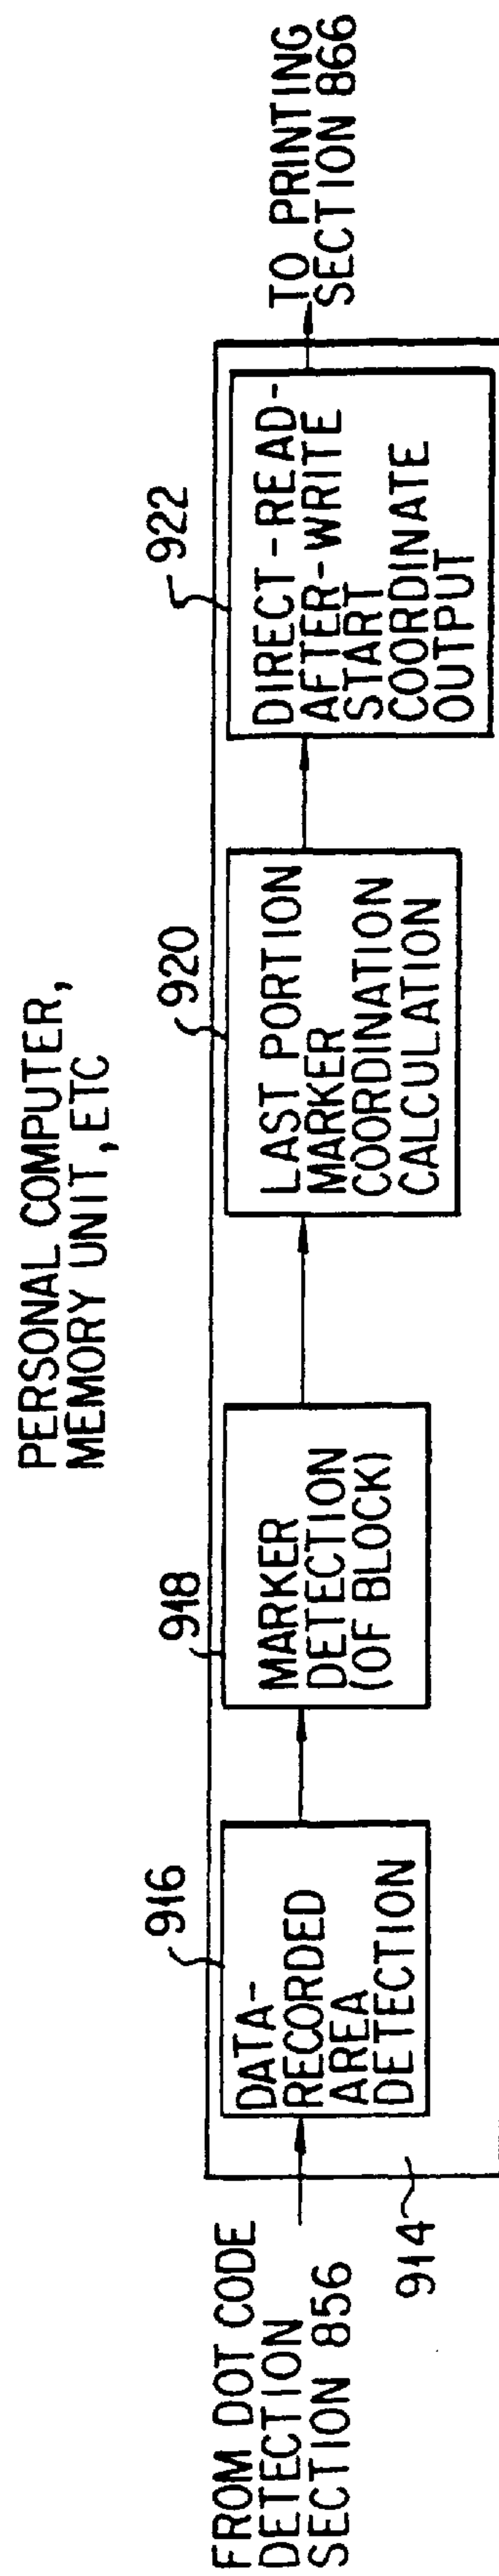 PERSONAL COMPUTER,
MEMORY UNIT, ETC
FROM DOT CODE
DETECTION
SECTION 856
914
916
DATA-
RECORDED
AREA
DETECTION
918
MARKER
DETECTION
(OF BLOCK)
920
LAST PORTION
MARKER
COORDINATION
CALCULATION
922
DIRECT-READ-
AFTER-WRITE
START
COORDINATE
OUTPUT
TO PRINTING
SECTION 866